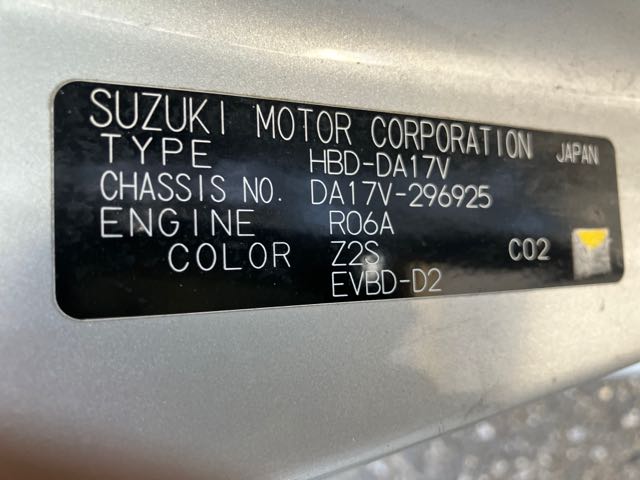 SUZUKI MOTOR CORPORATION JAPAN
TYPE HBD-DA17V
CHASSIS NO. DA17V-296925
ENGINE R06A
COLOR Z2S C02
EVBD-D2